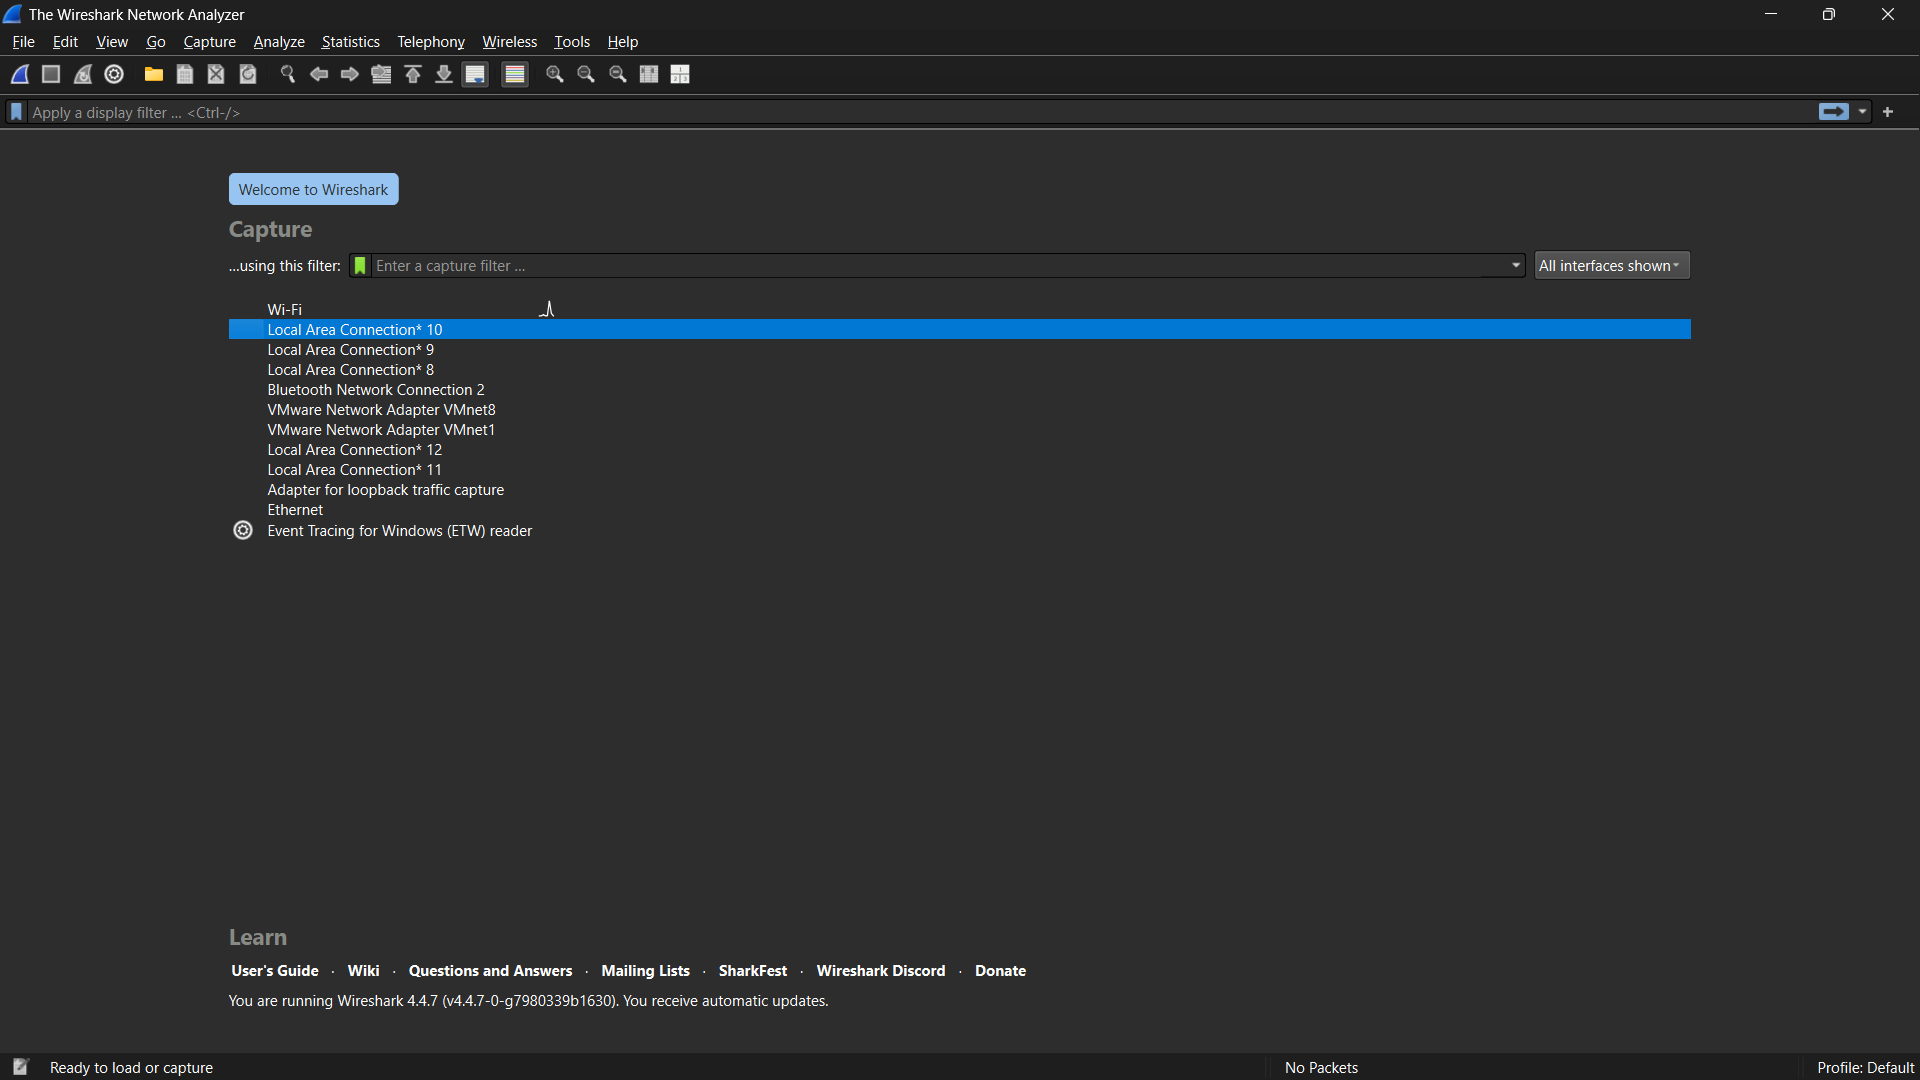 The Wireshark Network Analyzer
File Edit View Go Capture Analyze Statistics Telephony Wireless Tools Help
Apply a display filter ... <Ctrl-/>
Welcome to Wireshark
Capture
...using this filter: Enter a capture filter ... All interfaces shown
Wi-Fi
Local Area Connection* 10
Local Area Connection* 9
Local Area Connection* 8
Bluetooth Network Connection 2
VMware Network Adapter VMnet8
VMware Network Adapter VMnet1
Local Area Connection* 12
Local Area Connection* 11
Adapter for loopback traffic capture
Ethernet
Event Tracing for Windows (ETW) reader
Learn
User's Guide · Wiki · Questions and Answers · Mailing Lists · SharkFest · Wireshark Discord · Donate
You are running Wireshark 4.4.7 (v4.4.7-0-g7980339b1630). You receive automatic updates.
Ready to load or capture No Packets Profile: Default